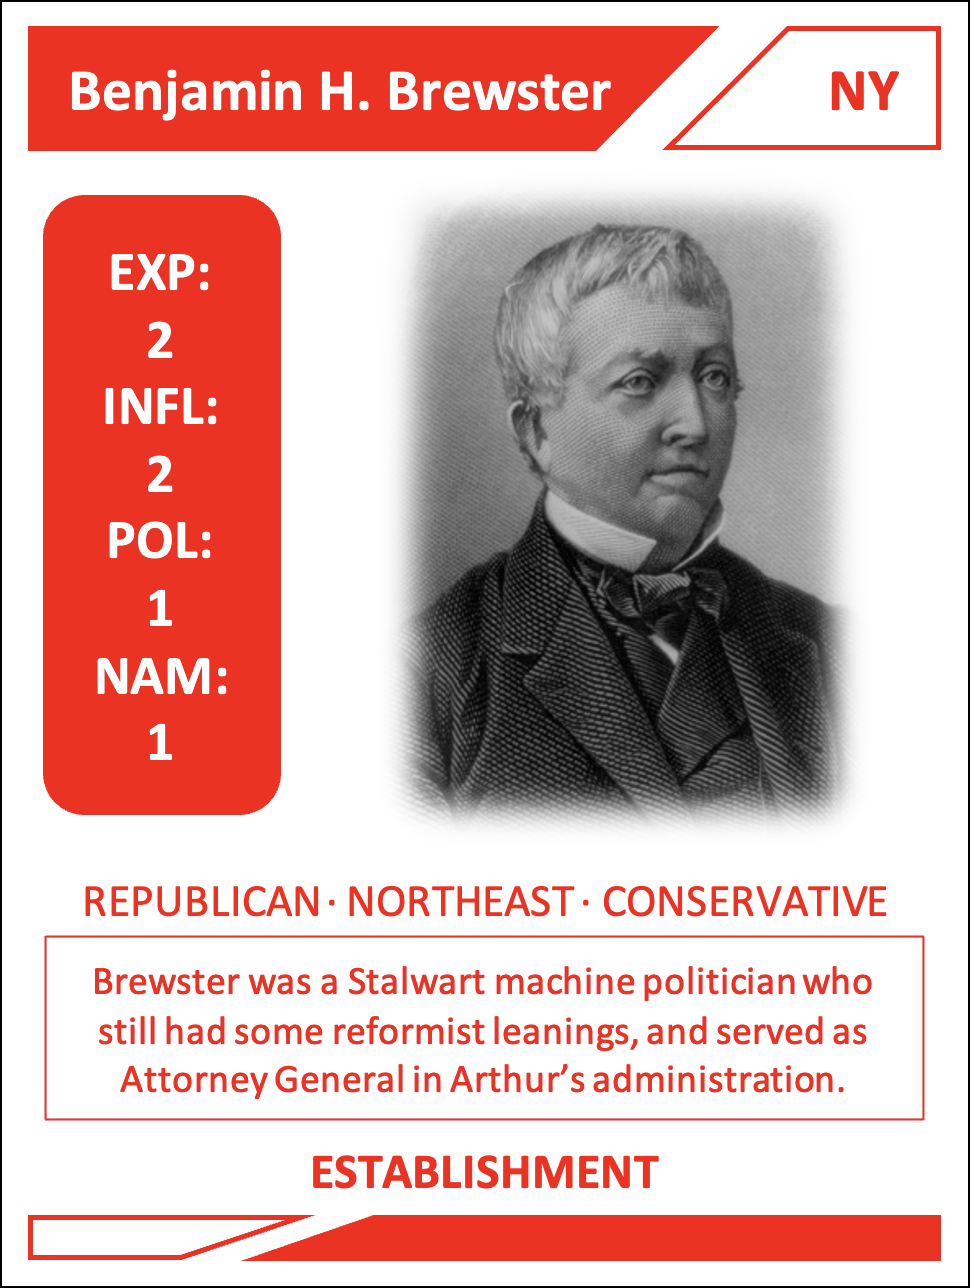 Benjamin H. Brewster
NY
EXP:
2
INFL:
2
POL:
1
NAM:
1
REPUBLICAN · NORTHEAST · CONSERVATIVE
Brewster was a Stalwart machine politician who
still had some reformist leanings, and served as
Attorney General in Arthur’s administration.
ESTABLISHMENT